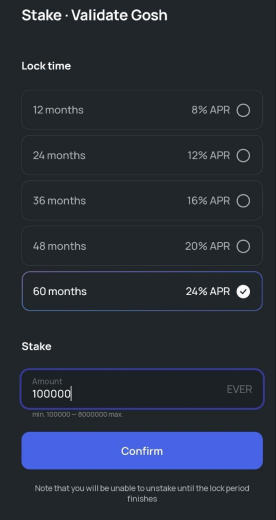 Stake · Validate Gosh
Lock time
12 months 8% APR
24 months 12% APR
36 months 16% APR
48 months 20% APR
60 months 24% APR
Stake
Amount
100000 EVER
min. 100000 — 8000000 max.
Confirm
Note that you will be unable to unstake until the lock period
finishes